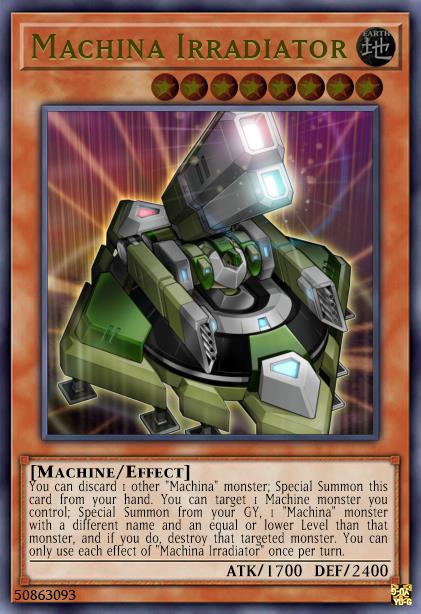 MACHINA IRRADIATOR
EARTH
地
[MACHINE/EFFECT]
You can discard 1 other "Machina" monster; Special Summon this
card from your hand. You can target 1 Machine monster you
control; Special Summon from your GY, 1 "Machina" monster
with a different name and an equal or lower Level than that
monster, and if you do, destroy that targeted monster. You can
only use each effect of "Machina Irradiator" once per turn.
ATK/1700 DEF/2400
50863093